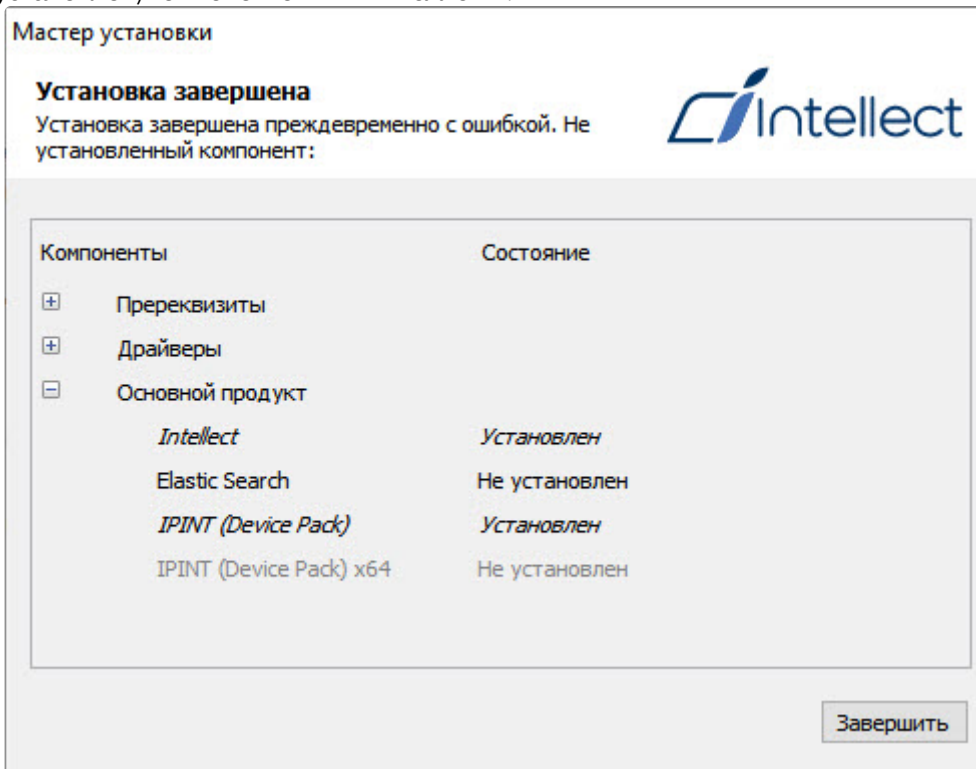 Мастер установки
Установка завершена
Установка завершена преждевременно с ошибкой. Не
установленный компонент:
Intellect
Компоненты Состояние
Пререквизиты
Драйверы
Основной продукт
Intellect Установлен
Elastic Search Не установлен
IPINT (Device Pack) Установлен
IPINT (Device Pack) x64 Не установлен
Завершить